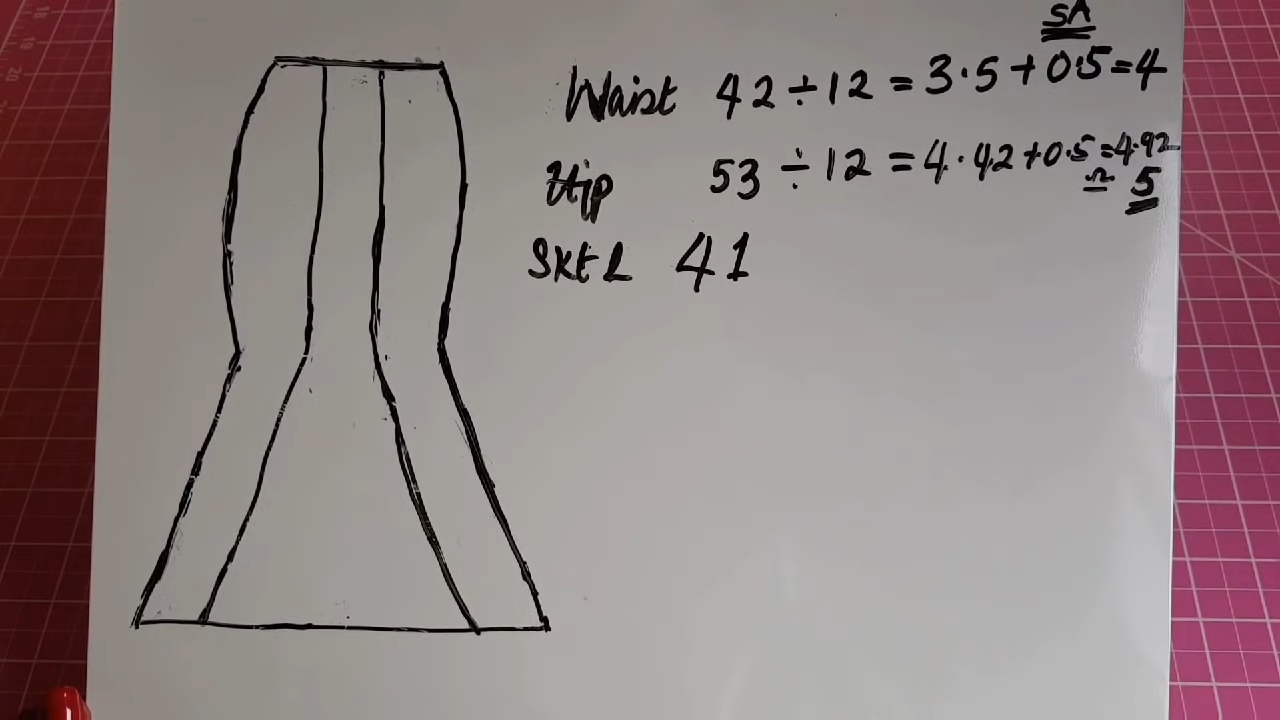 SA
Waist 42 ÷ 12 = 3.5 + 0.5 = 4
Hip 53 ÷ 12 = 4.42 + 0.5 = 4.92
5
Skt L 41